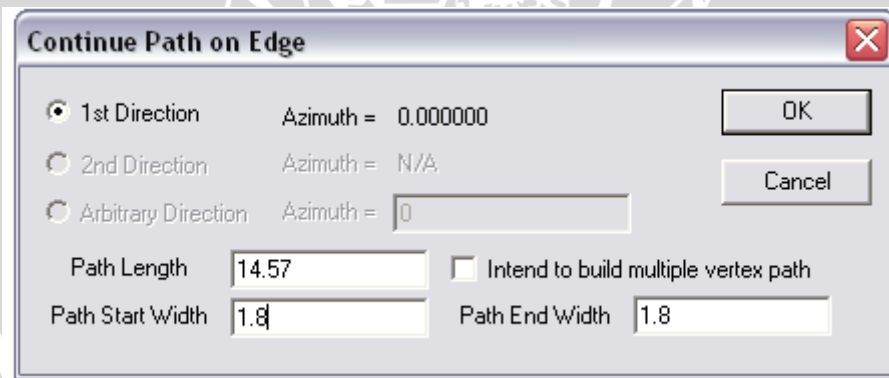 Continue Path on Edge
1st Direction Azimuth = 0.000000 OK
2nd Direction Azimuth = N/A Cancel
Arbitrary Direction Azimuth = 0
Path Length 14.57 Intend to build multiple vertex path
Path Start Width 1.8 Path End Width 1.8